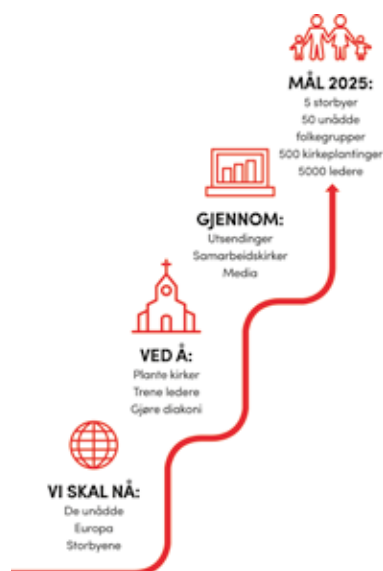 MÅL 2025:
5 storbyer
50 unådde
folkegrupper
500 kirkeplantinger
5000 ledere
GJENNOM:
Utsendinger
Samarbeidskirker
Media
VED Å:
Plante kirker
Trene ledere
Gjøre diakoni
VI SKAL NÅ:
De unådde
Europa
Storbyene